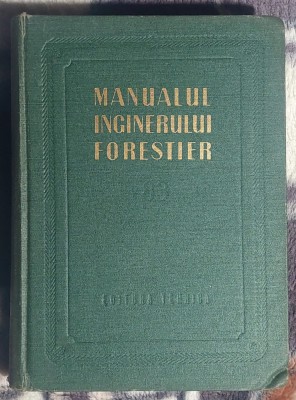 MANUALUL
INGINERULUI
FORESTIER
EDITURA TEHNICA